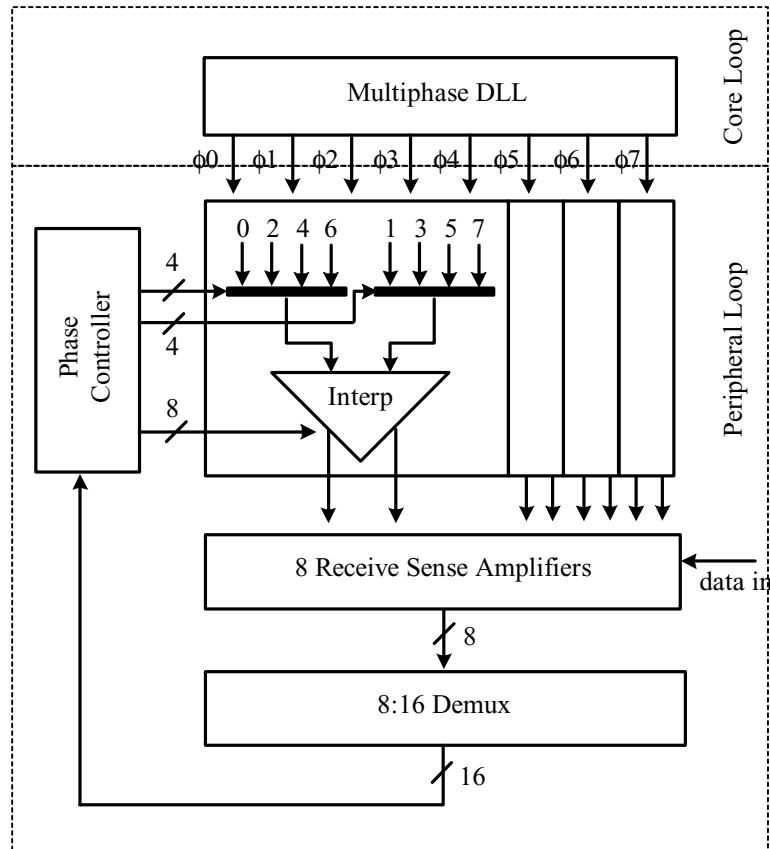 Multiphase DLL
Core Loop
ϕ0 ϕ1 ϕ2 ϕ3 ϕ4 ϕ5 ϕ6 ϕ7
0 2 4 6 1 3 5 7
4
4
8
Phase Controller
Interp
Peripheral Loop
8 Receive Sense Amplifiers
data in
8
8:16 Demux
16